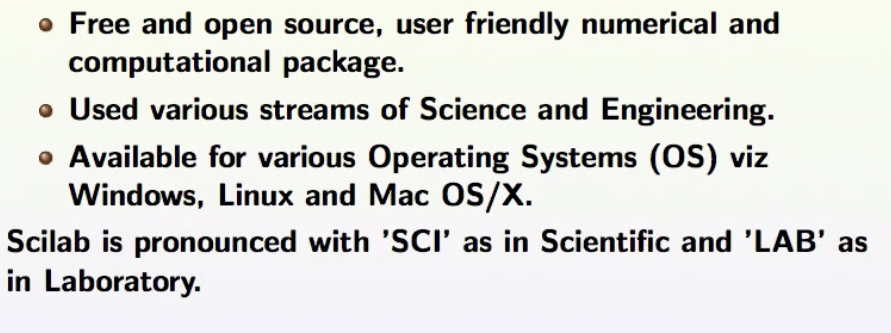 Free and open source, user friendly numerical and
computational package.
Used various streams of Science and Engineering.
Available for various Operating Systems (OS) viz
Windows, Linux and Mac OS/X.
Scilab is pronounced with 'SCI' as in Scientific and 'LAB' as
in Laboratory.